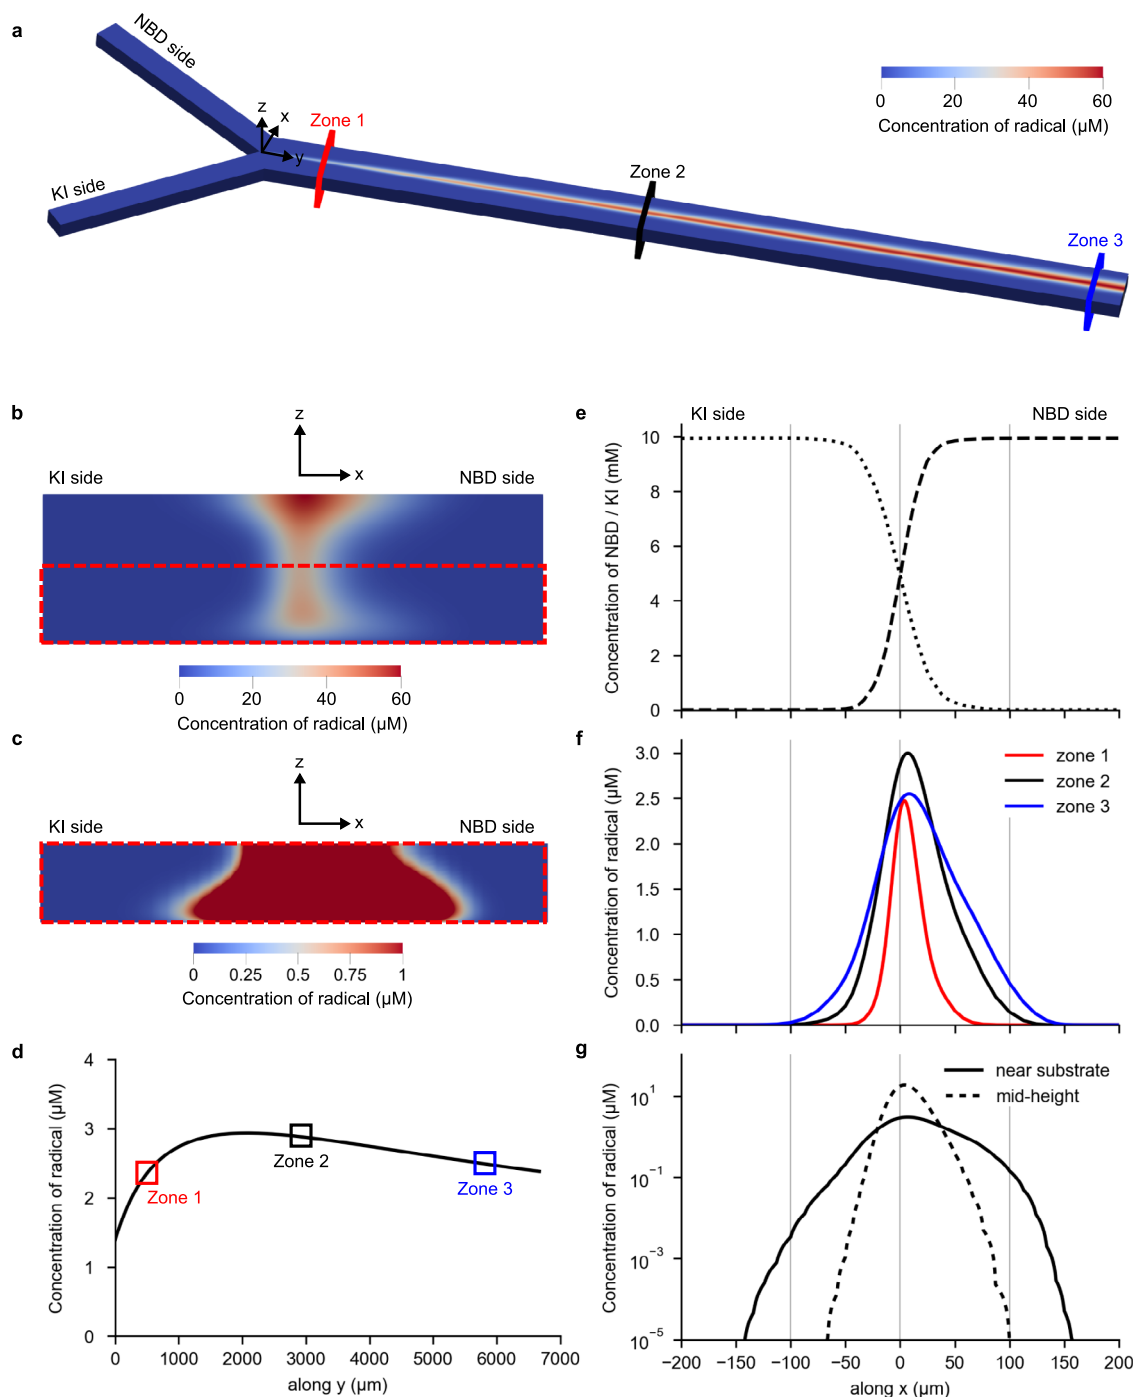 a
NBD side
z
x
y
KI side
Zone 1
Zone 2
Zone 3
0 20 40 60
Concentration of radical (µM)
b
z
x
KI side
NBD side
0 20 40 60
Concentration of radical (µM)
c
z
x
KI side
NBD side
0 0.25 0.5 0.75 1
Concentration of radical (µM)
d
Concentration of radical (µM)
4
3
2
1
0
Zone 1
Zone 2
Zone 3
0 1000 2000 3000 4000 5000 6000 7000
along y (µm)
e
KI side
NBD side
Concentration of NBD / KI (mM)
10
8
6
4
2
0
f
Concentration of radical (µM)
3.0
2.5
2.0
1.5
1.0
0.5
0.0
zone 1
zone 2
zone 3
g
Concentration of radical (µM)
10¹
10⁻¹
10⁻³
10⁻⁵
near substrate
mid-height
−200 −150 −100 −50 0 50 100 150 200
along x (µm)